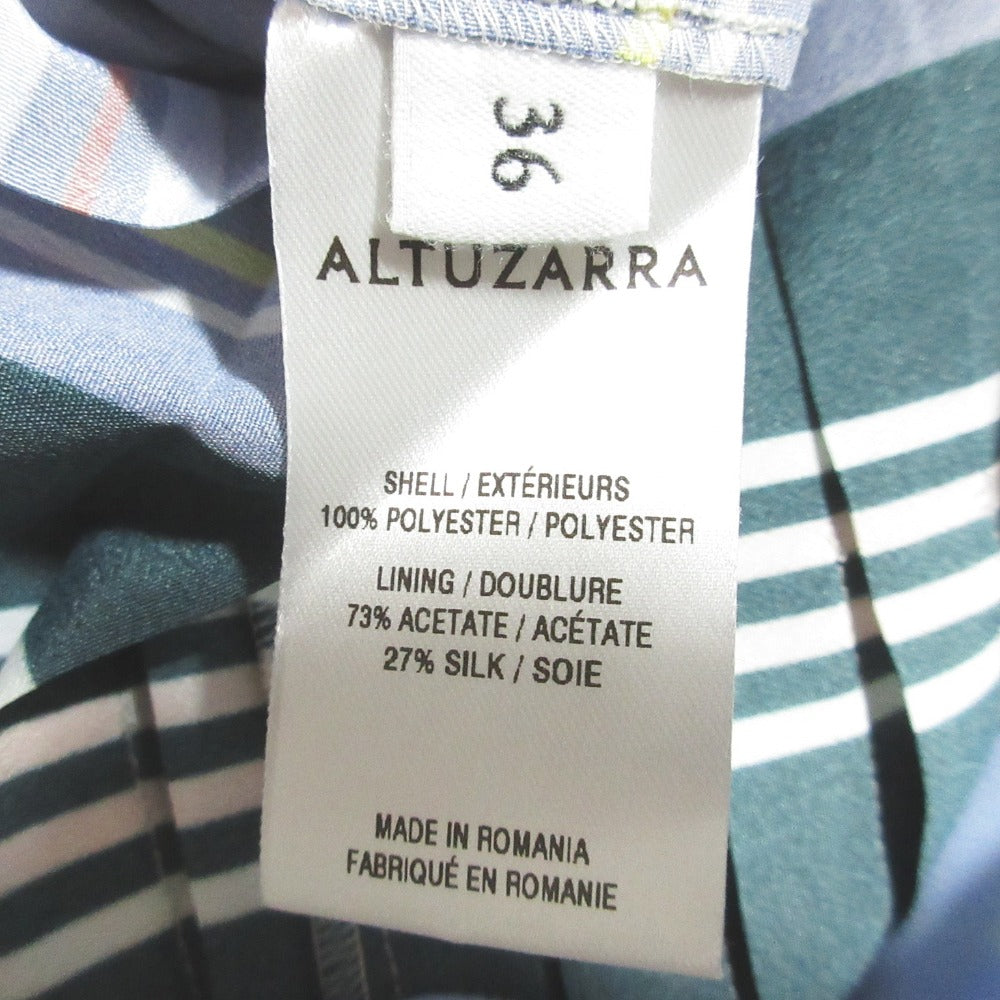 36
ALTUZARRA
SHELL / EXTÉRIEURS
100% POLYESTER / POLYESTER
LINING / DOUBLURE
73% ACETATE / ACÉTATE
27% SILK / SOIE
MADE IN ROMANIA
FABRIQUÉ EN ROMANIE